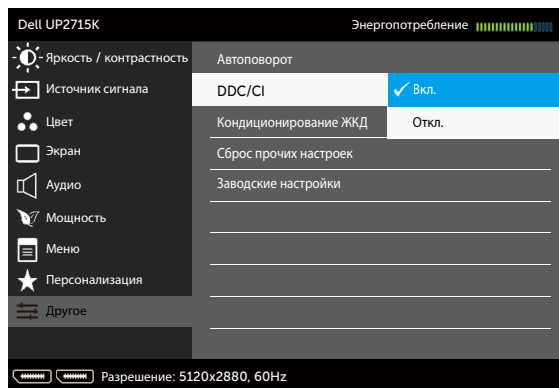 Dell UP2715K
Энергопотребление
Яркость / контрастность
Автоповорот
Источник сигнала
DDC/CI
Вкл.
Цвет
Кондиционирование ЖКД
Откл.
Экран
Сброс прочих настроек
Аудио
Заводские настройки
Мощность
Меню
Персонализация
Другое
Разрешение: 5120x2880, 60Hz